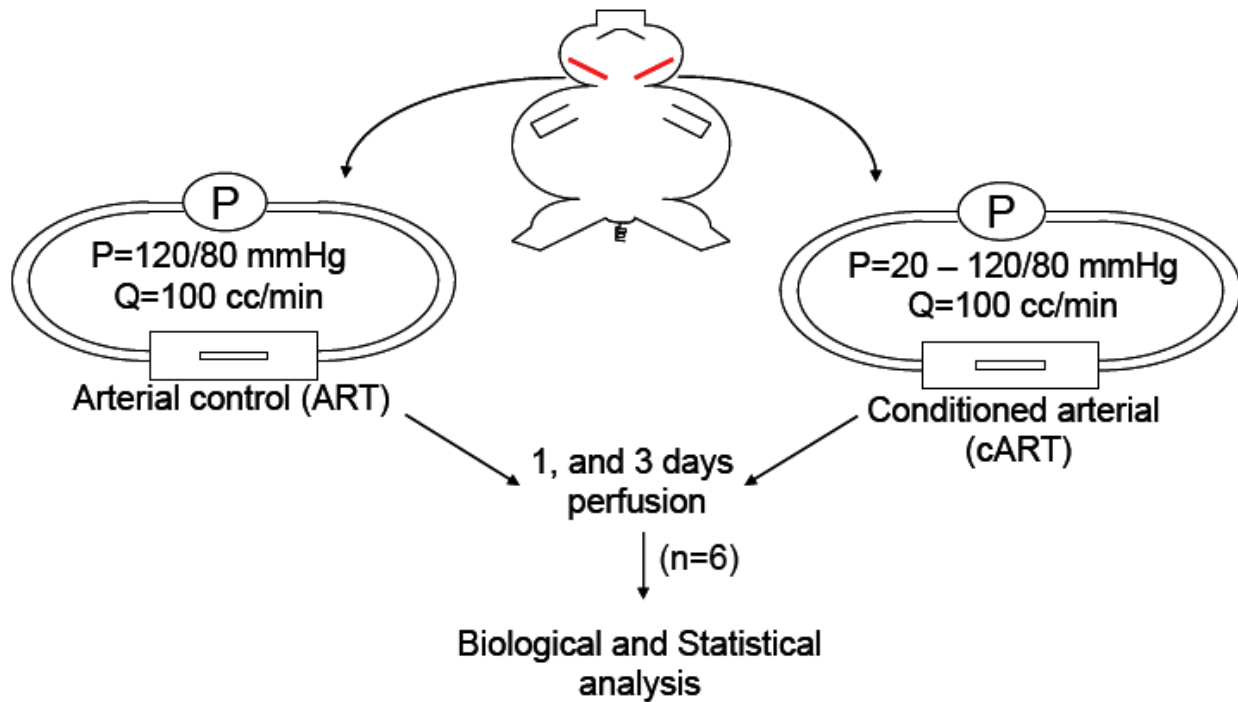 P
P=120/80 mmHg
Q=100 cc/min
Arterial control (ART)
P
P=20 – 120/80 mmHg
Q=100 cc/min
Conditioned arterial
(cART)
1, and 3 days
perfusion
(n=6)
Biological and Statistical
analysis